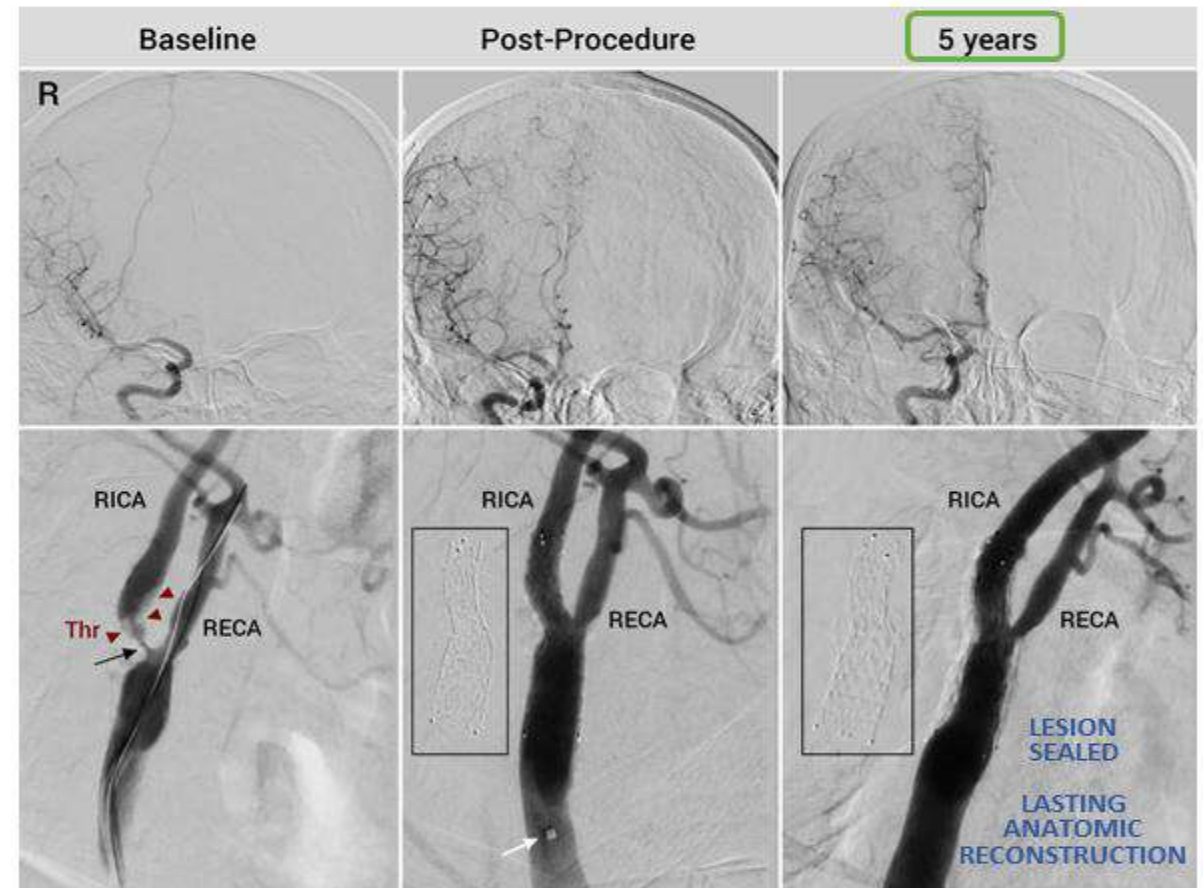 Baseline
Post-Procedure
5 years
R
RICA
Thr
RECA
RICA
RECA
RICA
RECA
LESION
SEALED
LASTING
ANATOMIC
RECONSTRUCTION